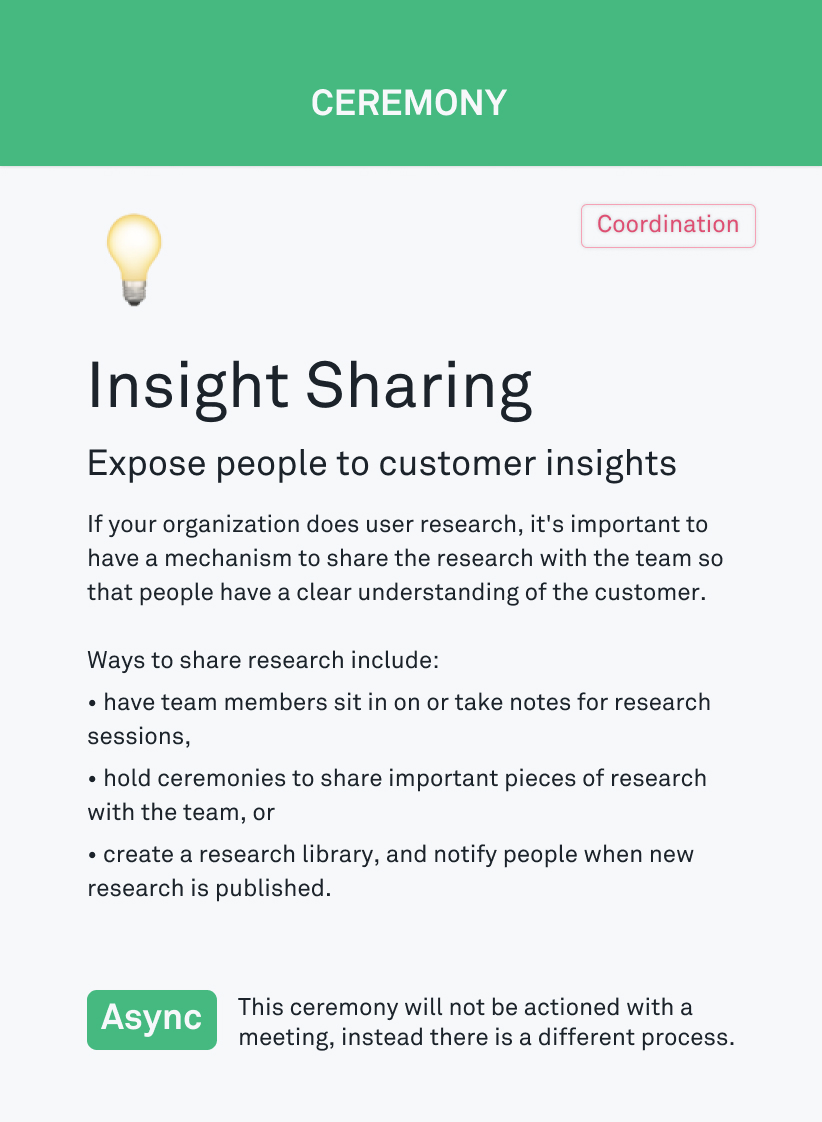 CEREMONY
Coordination
Insight Sharing
Expose people to customer insights
If your organization does user research, it's important to
have a mechanism to share the research with the team so
that people have a clear understanding of the customer.
Ways to share research include:
• have team members sit in on or take notes for research
sessions,
• hold ceremonies to share important pieces of research
with the team, or
• create a research library, and notify people when new
research is published.
Async
This ceremony will not be actioned with a
meeting, instead there is a different process.